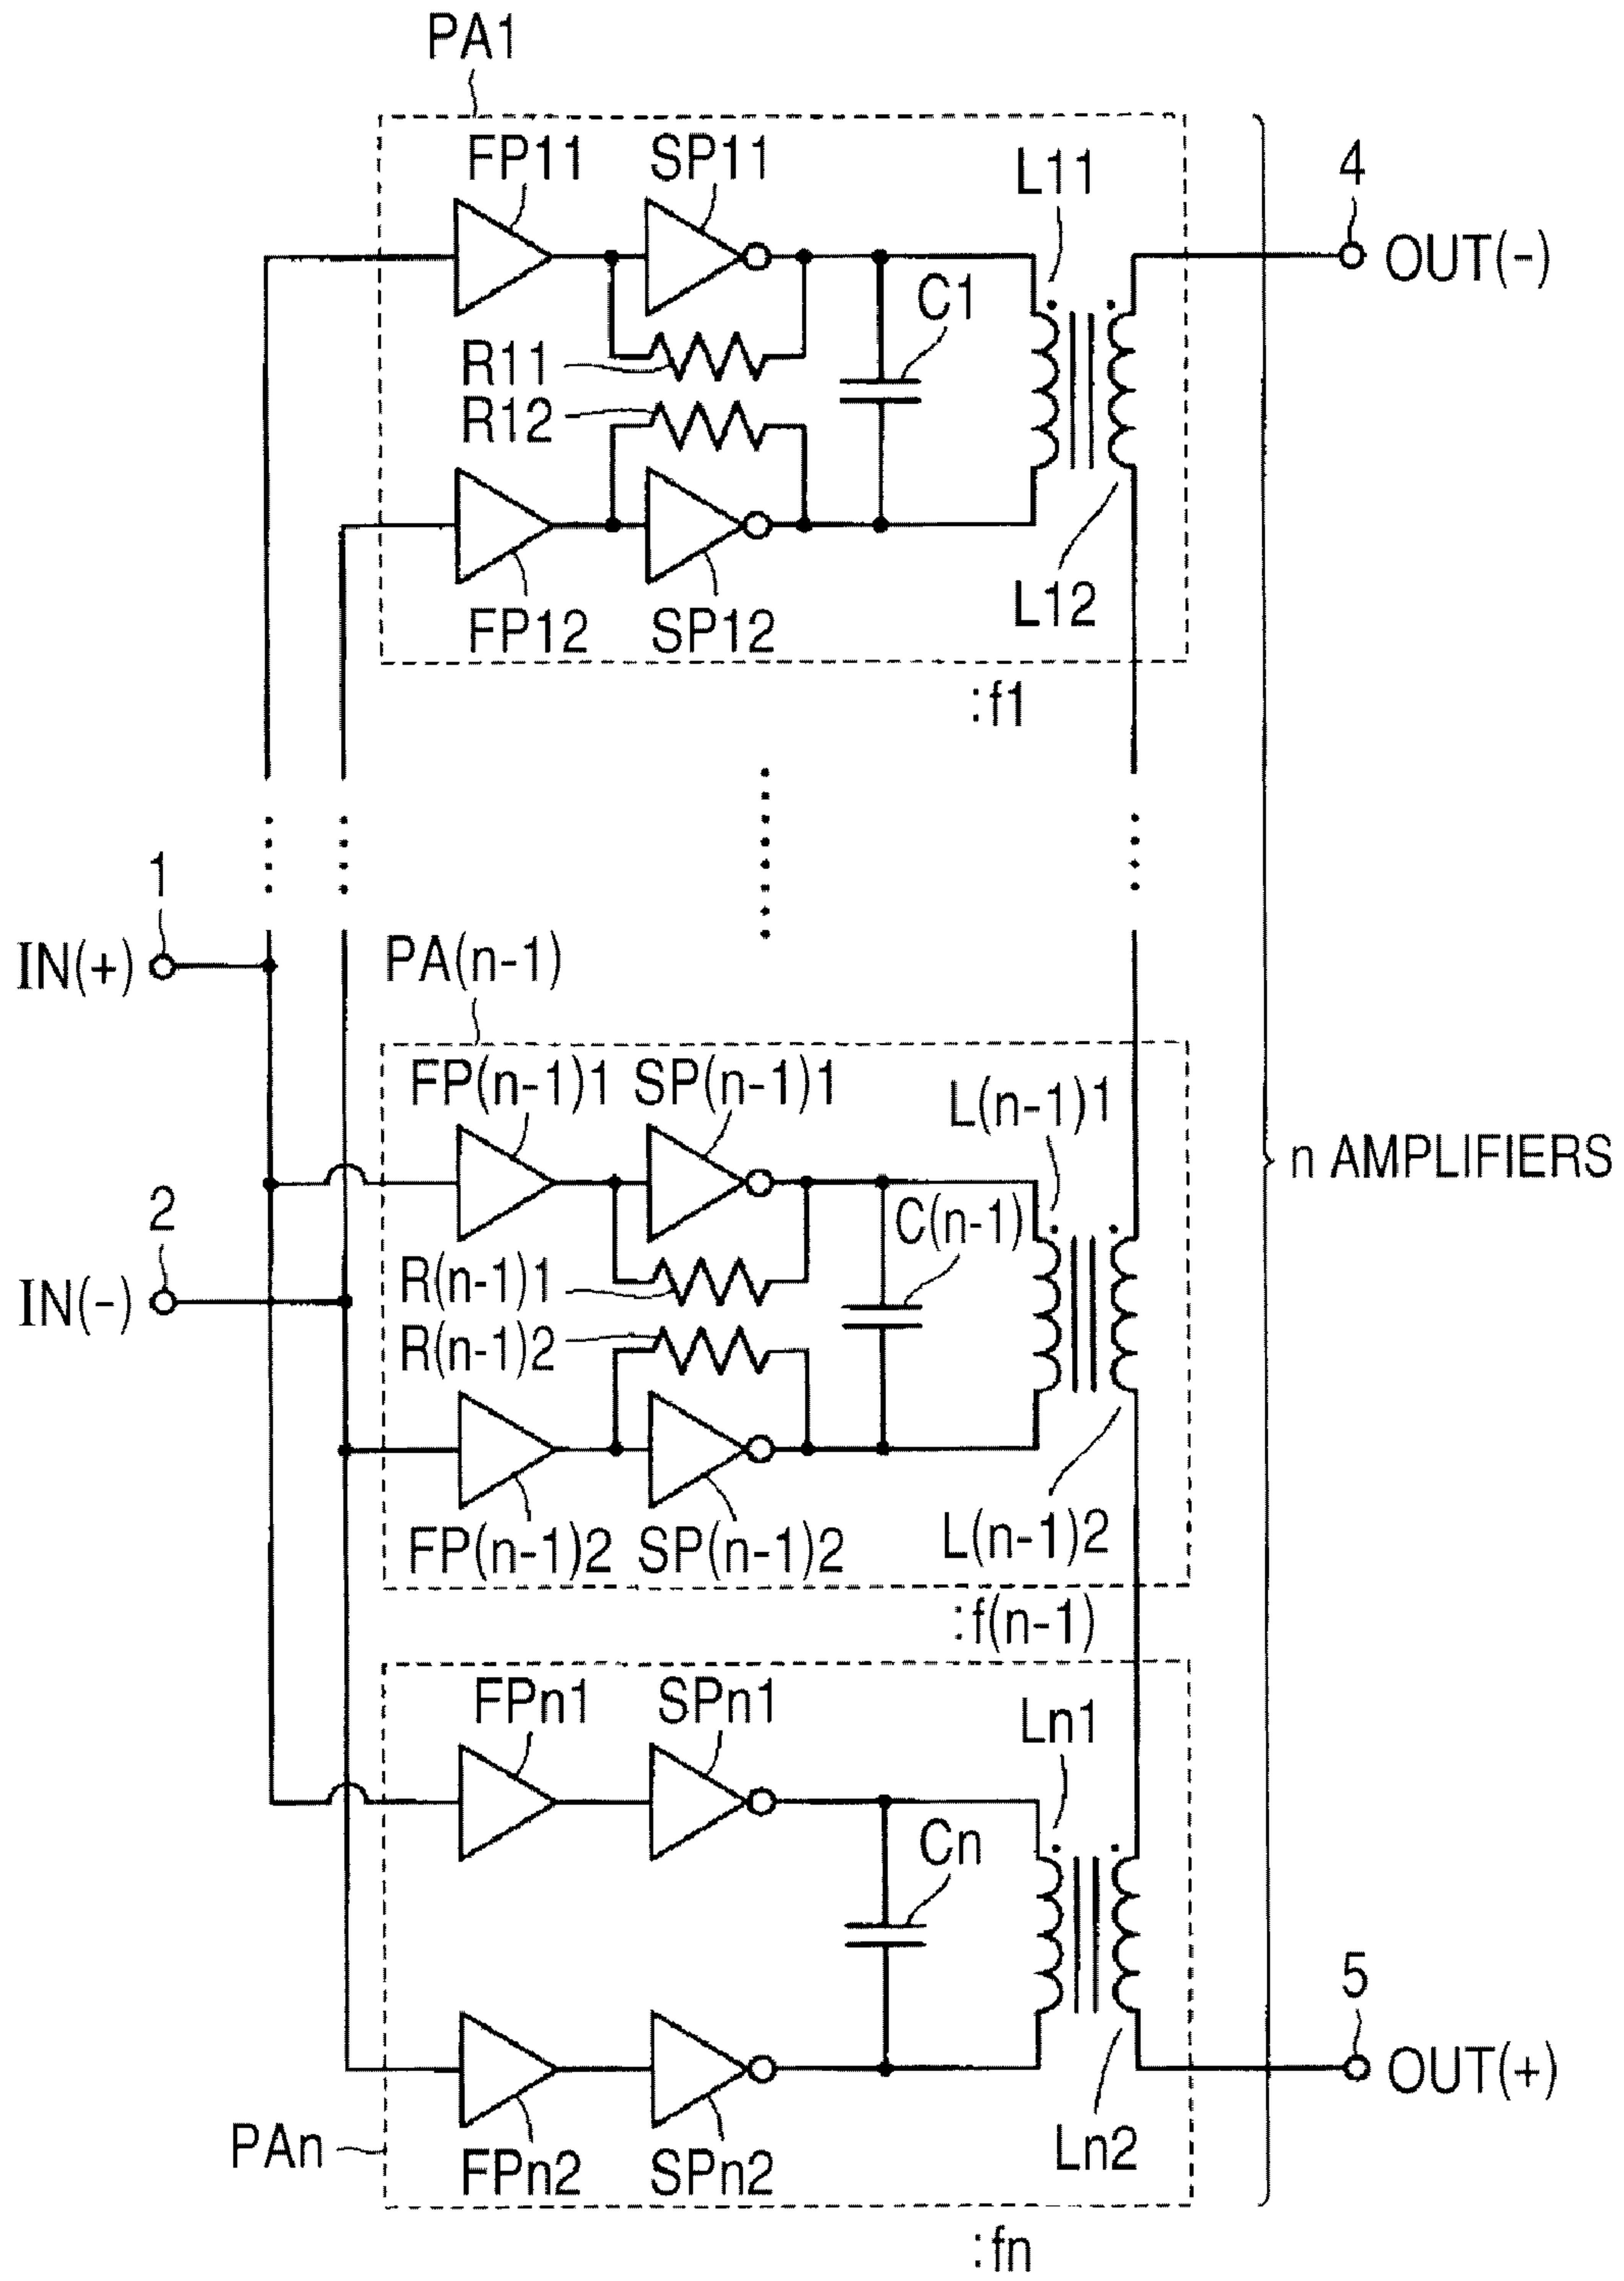 PA1
FP11
SP11
L11
4
OUT(-)
C1
R11
R12
L12
FP12
SP12
:f1
1
IN(+)
PA(n-1)
FP(n-1)1
SP(n-1)1
L(n-1)1
n AMPLIFIERS
2
IN(-)
C(n-1)
R(n-1)1
R(n-1)2
L(n-1)2
FP(n-1)2
SP(n-1)2
:f(n-1)
FPn1
SPn1
Ln1
Cn
5
OUT(+)
PAn
FPn2
SPn2
Ln2
:fn